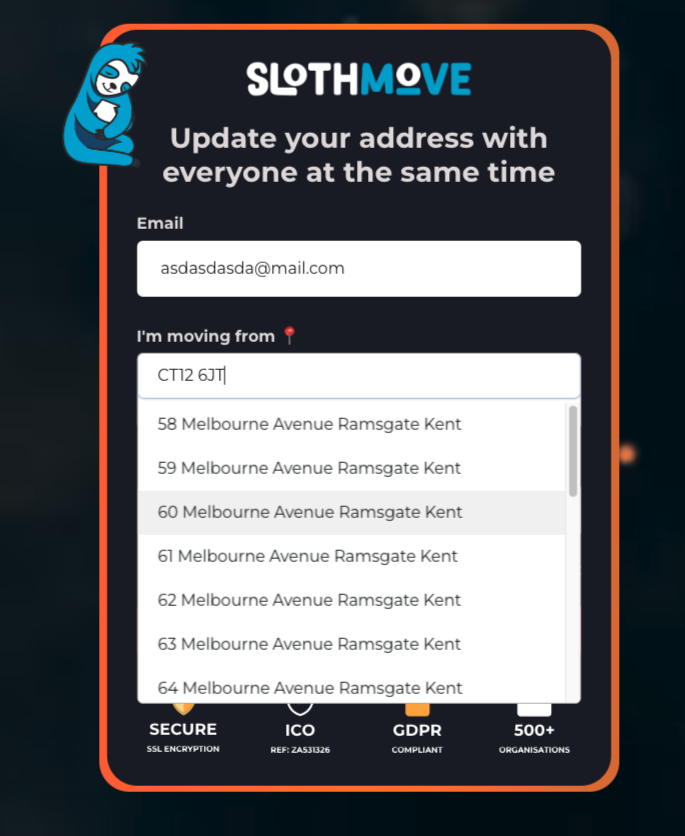 SLOTHMOVE
Update your address with
everyone at the same time
Email
asdasdasda@mail.com
I'm moving from
CT12 6JT
58 Melbourne Avenue Ramsgate Kent
59 Melbourne Avenue Ramsgate Kent
60 Melbourne Avenue Ramsgate Kent
61 Melbourne Avenue Ramsgate Kent
62 Melbourne Avenue Ramsgate Kent
63 Melbourne Avenue Ramsgate Kent
64 Melbourne Avenue Ramsgate Kent
SECURE ICO GDPR 500+
SSL ENCRYPTION REF: ZA531326 COMPLIANT ORGANISATIONS